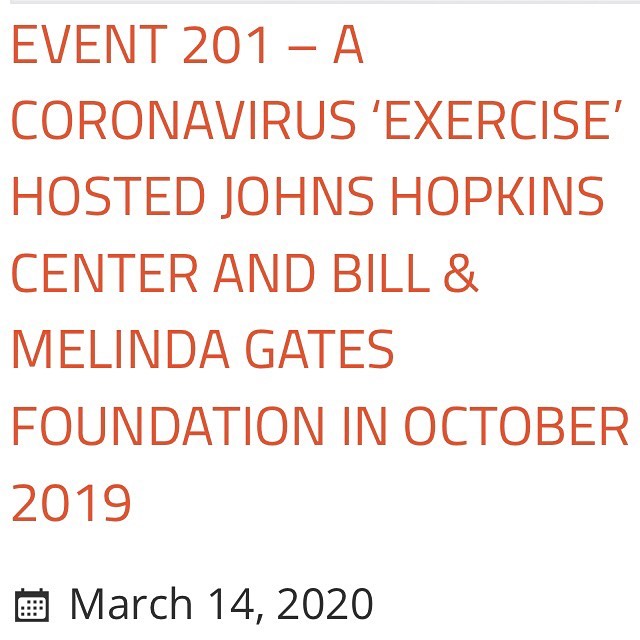 EVENT 201 – A
CORONAVIRUS ‘EXERCISE’
HOSTED JOHNS HOPKINS
CENTER AND BILL &
MELINDA GATES
FOUNDATION IN OCTOBER
2019
March 14, 2020